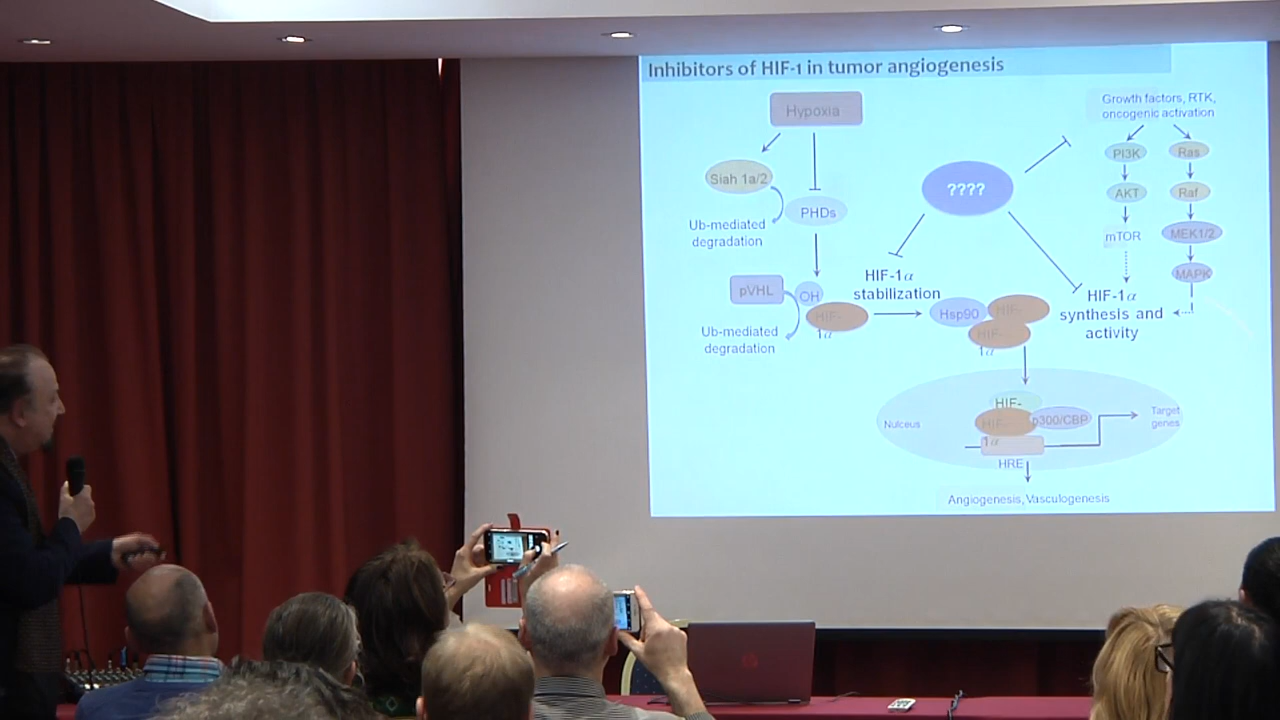 Inhibitors of HIF-1 in tumor angiogenesis
Hypoxia
Growth factors, RTK,
oncogenic activation
Siah 1a/2
PHDs
Ub-mediated
degradation
????
PI3K
Ras
AKT
Raf
mTOR
MEK1/2
MAPK
pVHL
OH
HIF-
1α
Ub-mediated
degradation
HIF-1α
stabilization
Hsp90
HIF-
HIF-
1α
HIF-1α
synthesis and
activity
Nulceus
HIF-
HIF-
1α
p300/CBP
Target
genes
HRE
Angiogenesis, Vasculogenesis